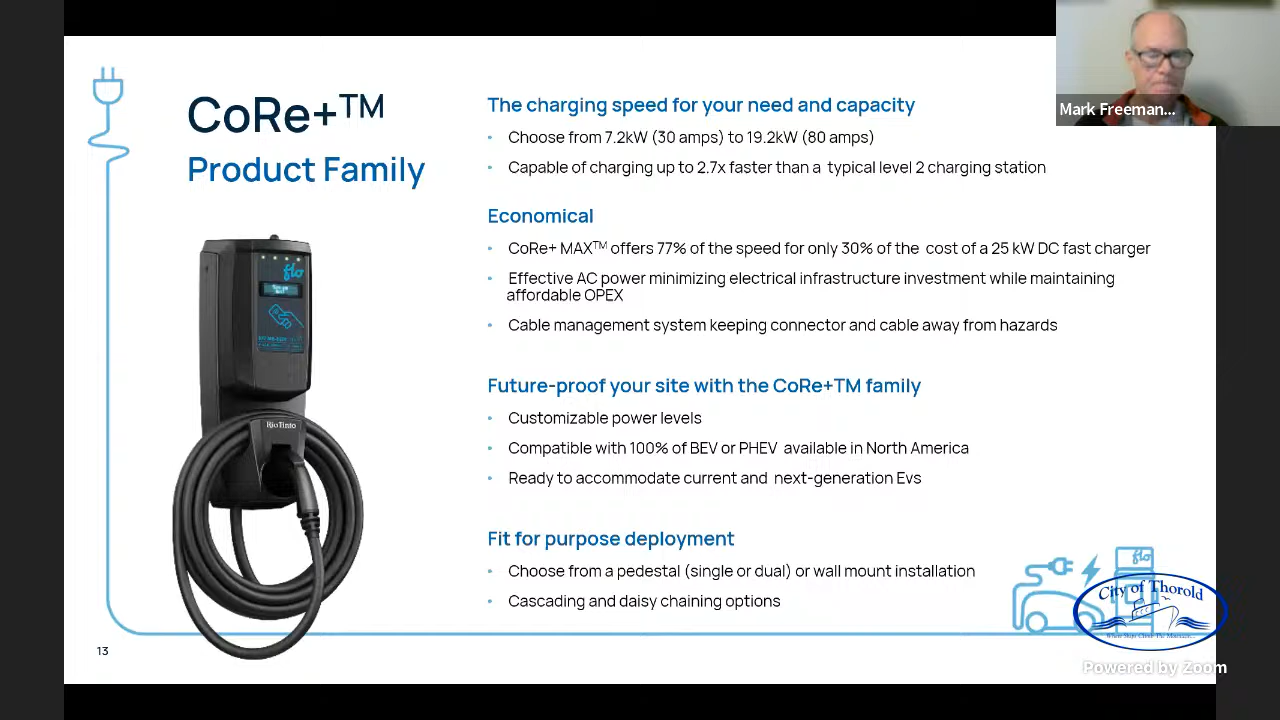 CoRe+™
Product Family
The charging speed for your need and capacity
• Choose from 7.2kW (30 amps) to 19.2kW (80 amps)
• Capable of charging up to 2.7x faster than a typical level 2 charging station
Economical
• CoRe+ MAX™ offers 77% of the speed for only 30% of the cost of a 25 kW DC fast charger
• Effective AC power minimizing electrical infrastructure investment while maintaining
affordable OPEX
• Cable management system keeping connector and cable away from hazards
Future-proof your site with the CoRe+TM family
• Customizable power levels
• Compatible with 100% of BEV or PHEV available in North America
• Ready to accommodate current and next-generation Evs
Fit for purpose deployment
• Choose from a pedestal (single or dual) or wall mount installation
• Cascading and daisy chaining options
flo
RioTinto
13
Mark Freeman...
flo
City of Thorold
Where Ships Climb The Mountain...
Powered by Zoom